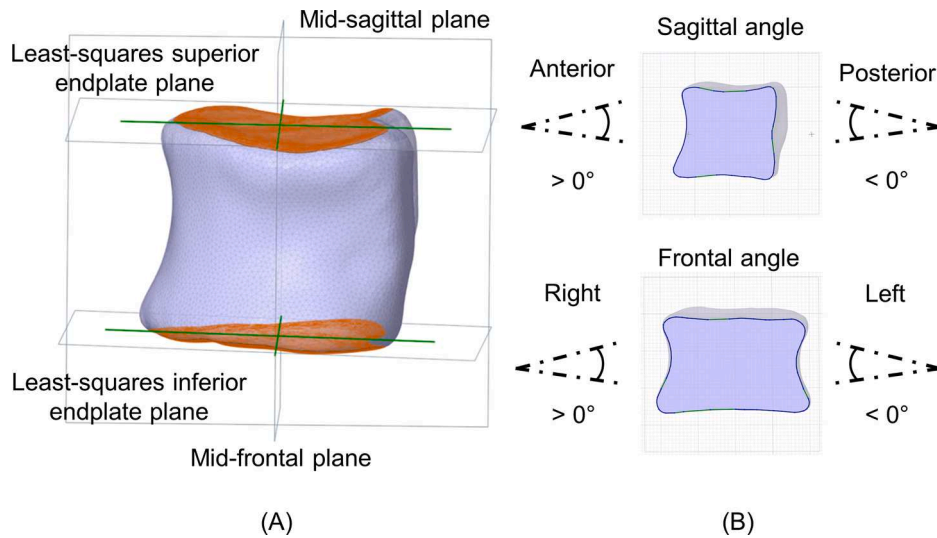 Mid-sagittal plane
Least-squares superior
endplate plane
Least-squares inferior
endplate plane
Mid-frontal plane
(A)
Sagittal angle
Anterior
Posterior
> 0°
< 0°
Frontal angle
Right
Left
> 0°
< 0°
(B)